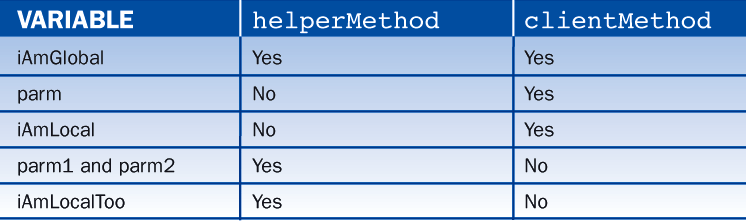 VARIABLE helperMethod clientMethod
iAmGlobal Yes Yes
parm No Yes
iAmLocal No Yes
parm1 and parm2 Yes No
iAmLocalToo Yes No